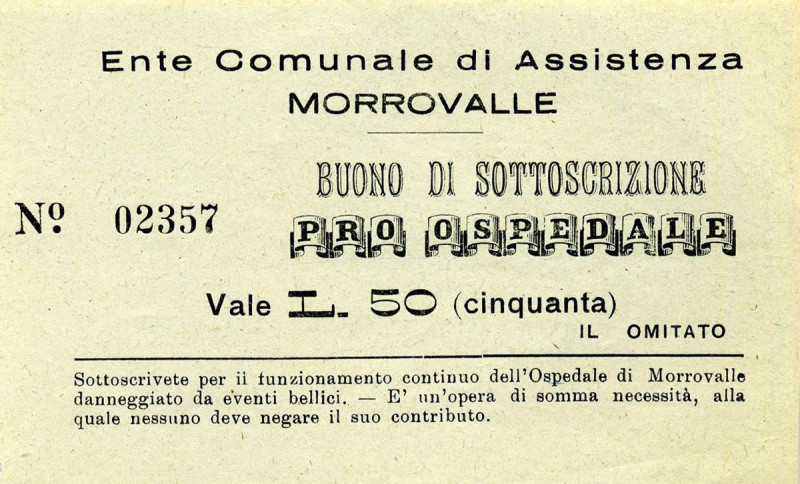 Ente Comunale di Assistenza
MORROVALLE
BUONO DI SOTTOSCRIZIONE
Nº 02357
PRO OSPEDALE
Vale L. 50 (cinquanta)
IL OMITATO
Sottoscrivete per il funzionamento continuo dell'Ospedale di Morrovalle
danneggiato da eventi bellici. — E' un'opera di somma necessità, alla
quale nessuno deve negare il suo contributo.